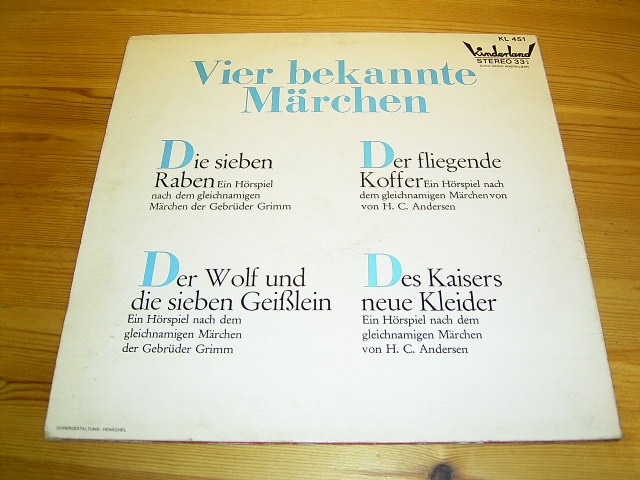 KL 451
Kinderland
STEREO 33
Vier bekannte
Märchen
Die sieben
Raben Ein Hörspiel
nach dem gleichnamigen
Märchen der Gebrüder Grimm
Der fliegende
Koffer Ein Hörspiel nach
dem gleichnamigen Märchen von
von H. C. Andersen
Der Wolf und
die sieben Geißlein
Ein Hörspiel nach dem
gleichnamigen Märchen
der Gebrüder Grimm
Des Kaisers
neue Kleider
Ein Hörspiel nach dem
gleichnamigen Märchen
von H. C. Andersen
COVERGESTALTUNG: HENSCHEL